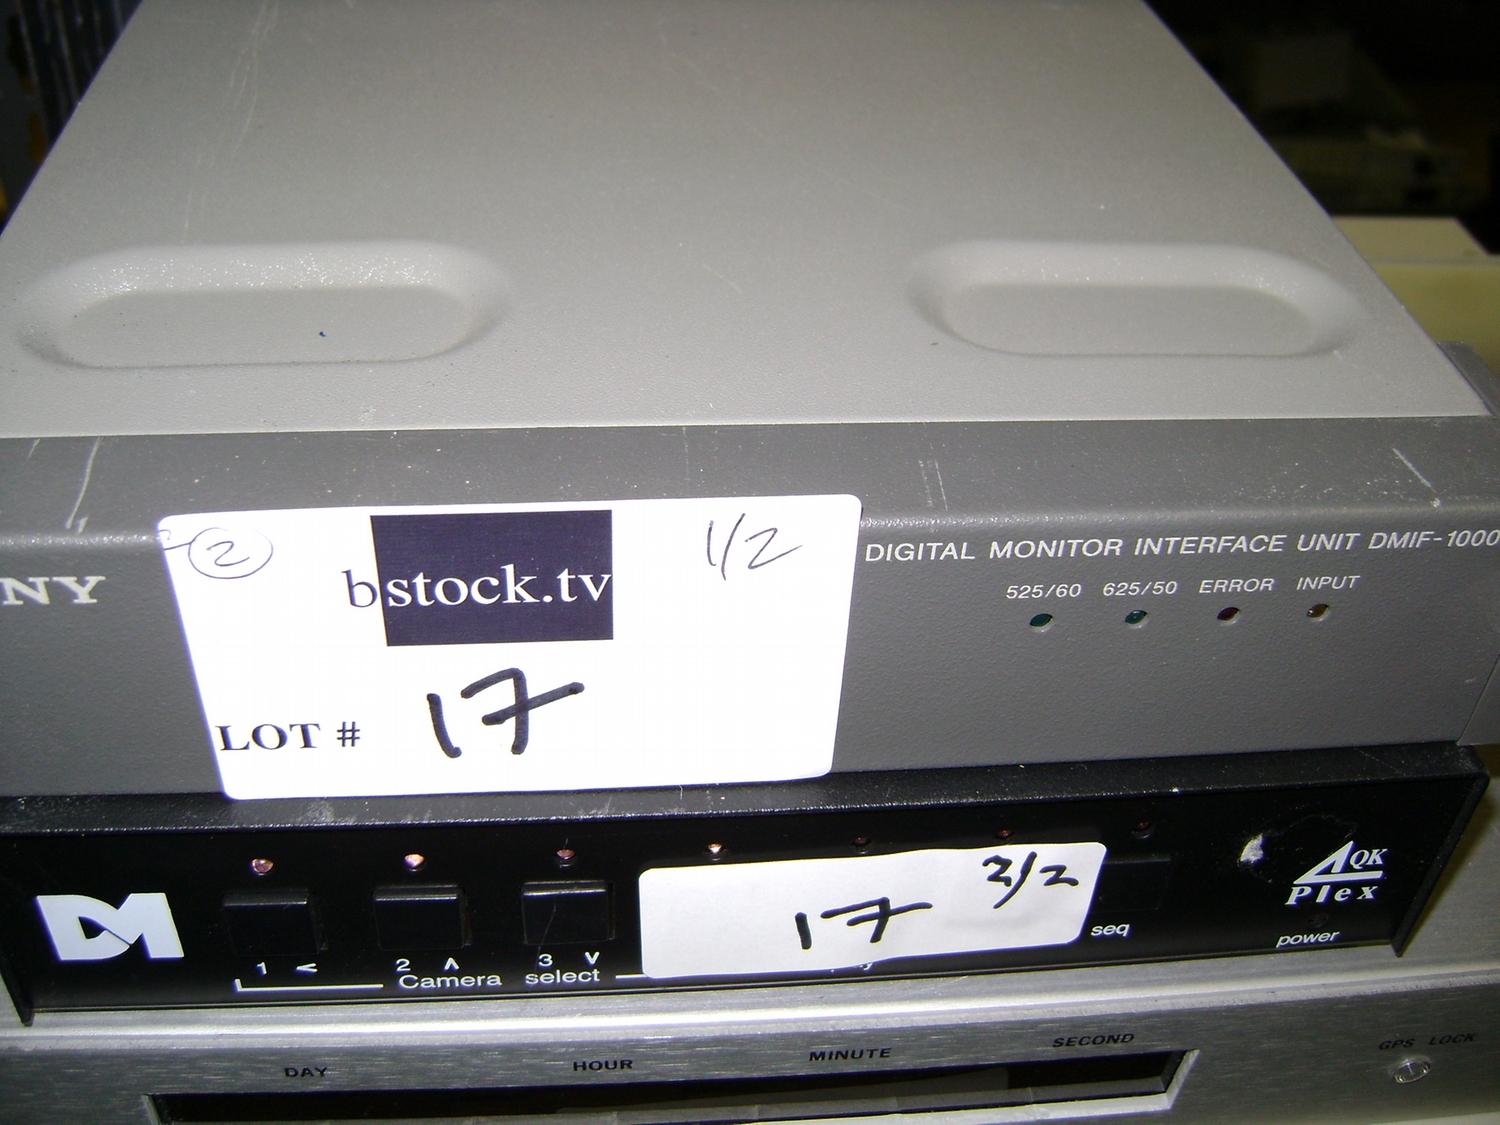 NY
2
1/2
bstock.tv
LOT # 17
DIGITAL MONITOR INTERFACE UNIT DMIF-1000
525/60 625/50 ERROR INPUT
DM
1 < 2 ∧ 3 ∨
Camera select
17 2/2
seq
QK
Plex
power
DAY HOUR MINUTE SECOND GPS LOCK